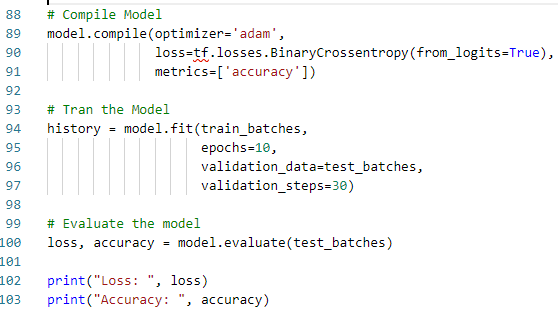 88 # Compile Model
89 model.compile(optimizer='adam',
90 loss=tf.losses.BinaryCrossentropy(from_logits=True),
91 metrics=['accuracy'])
92
93 # Tran the Model
94 history = model.fit(train_batches,
95 epochs=10,
96 validation_data=test_batches,
97 validation_steps=30)
98
99 # Evaluate the model
100 loss, accuracy = model.evaluate(test_batches)
101
102 print("Loss: ", loss)
103 print("Accuracy: ", accuracy)